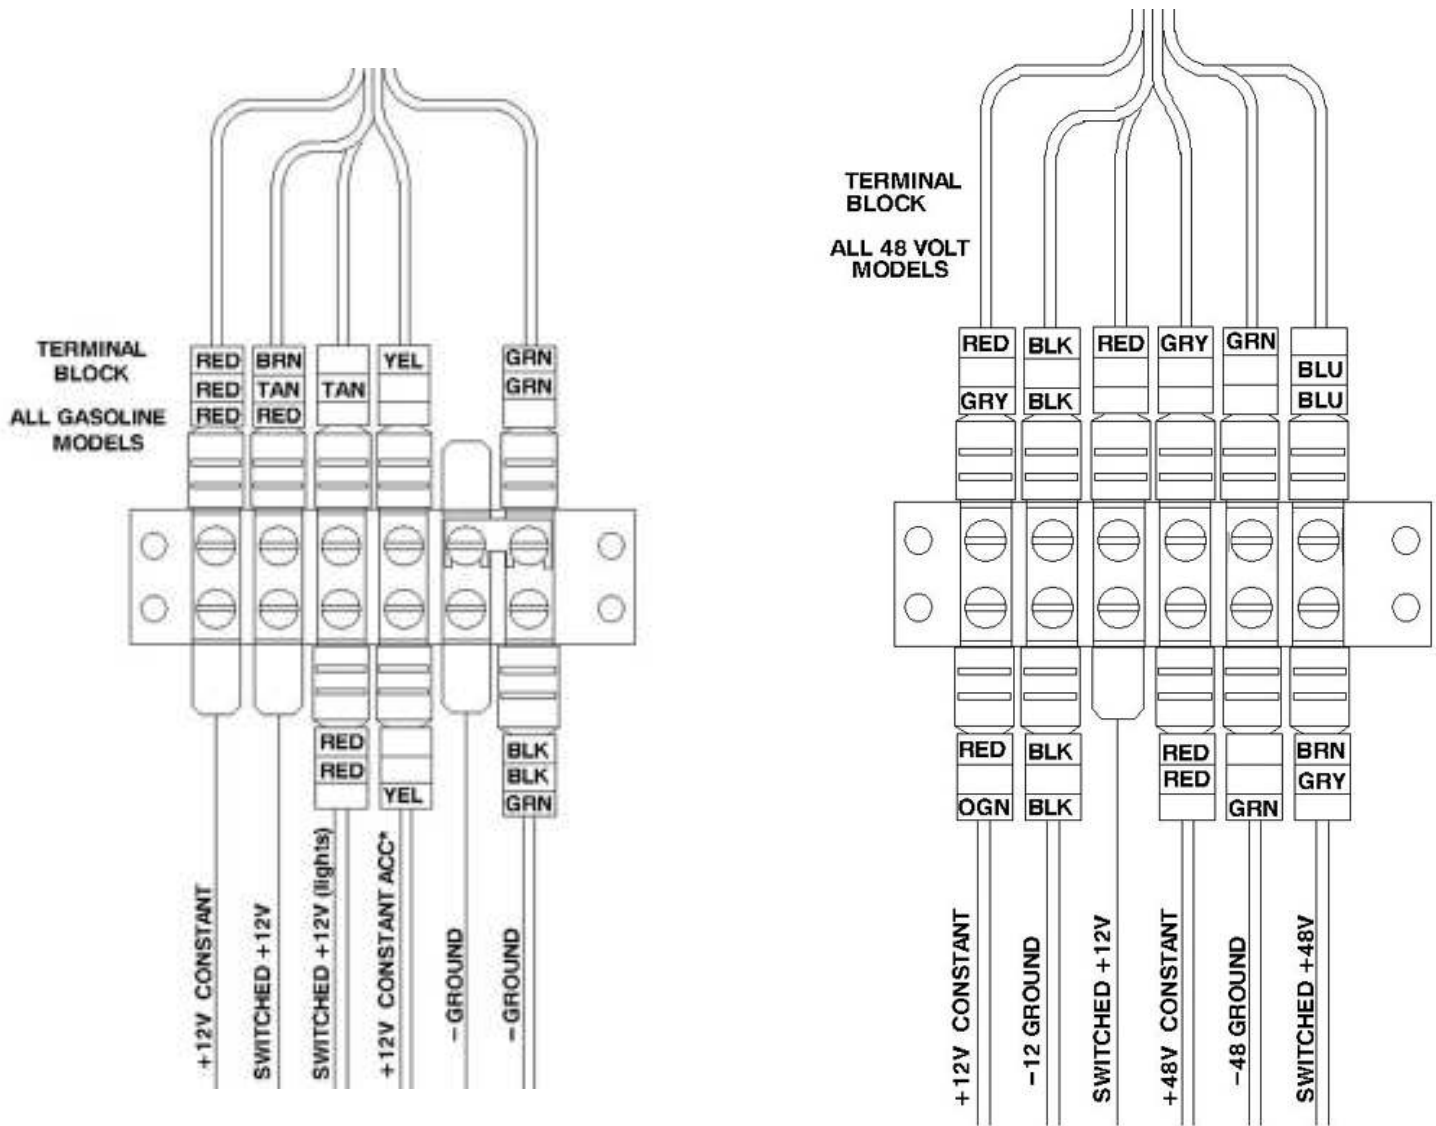 TERMINAL
BLOCK
ALL GASOLINE
MODELS
RED BRN YEL GRN
RED TAN TAN GRN
RED RED
RED BLK
RED BLK
YEL GRN
+12V CONSTANT
SWITCHED +12V
SWITCHED +12V (lights)
+12V CONSTANT ACC*
-GROUND
-GROUND
TERMINAL
BLOCK
ALL 48 VOLT
MODELS
RED BLK RED GRY GRN
BLU
GRY BLK BLU
RED BLK RED BRN
RED GRY
OGN BLK GRN
+12V CONSTANT
-12 GROUND
SWITCHED +12V
+48V CONSTANT
-48 GROUND
SWITCHED +48V